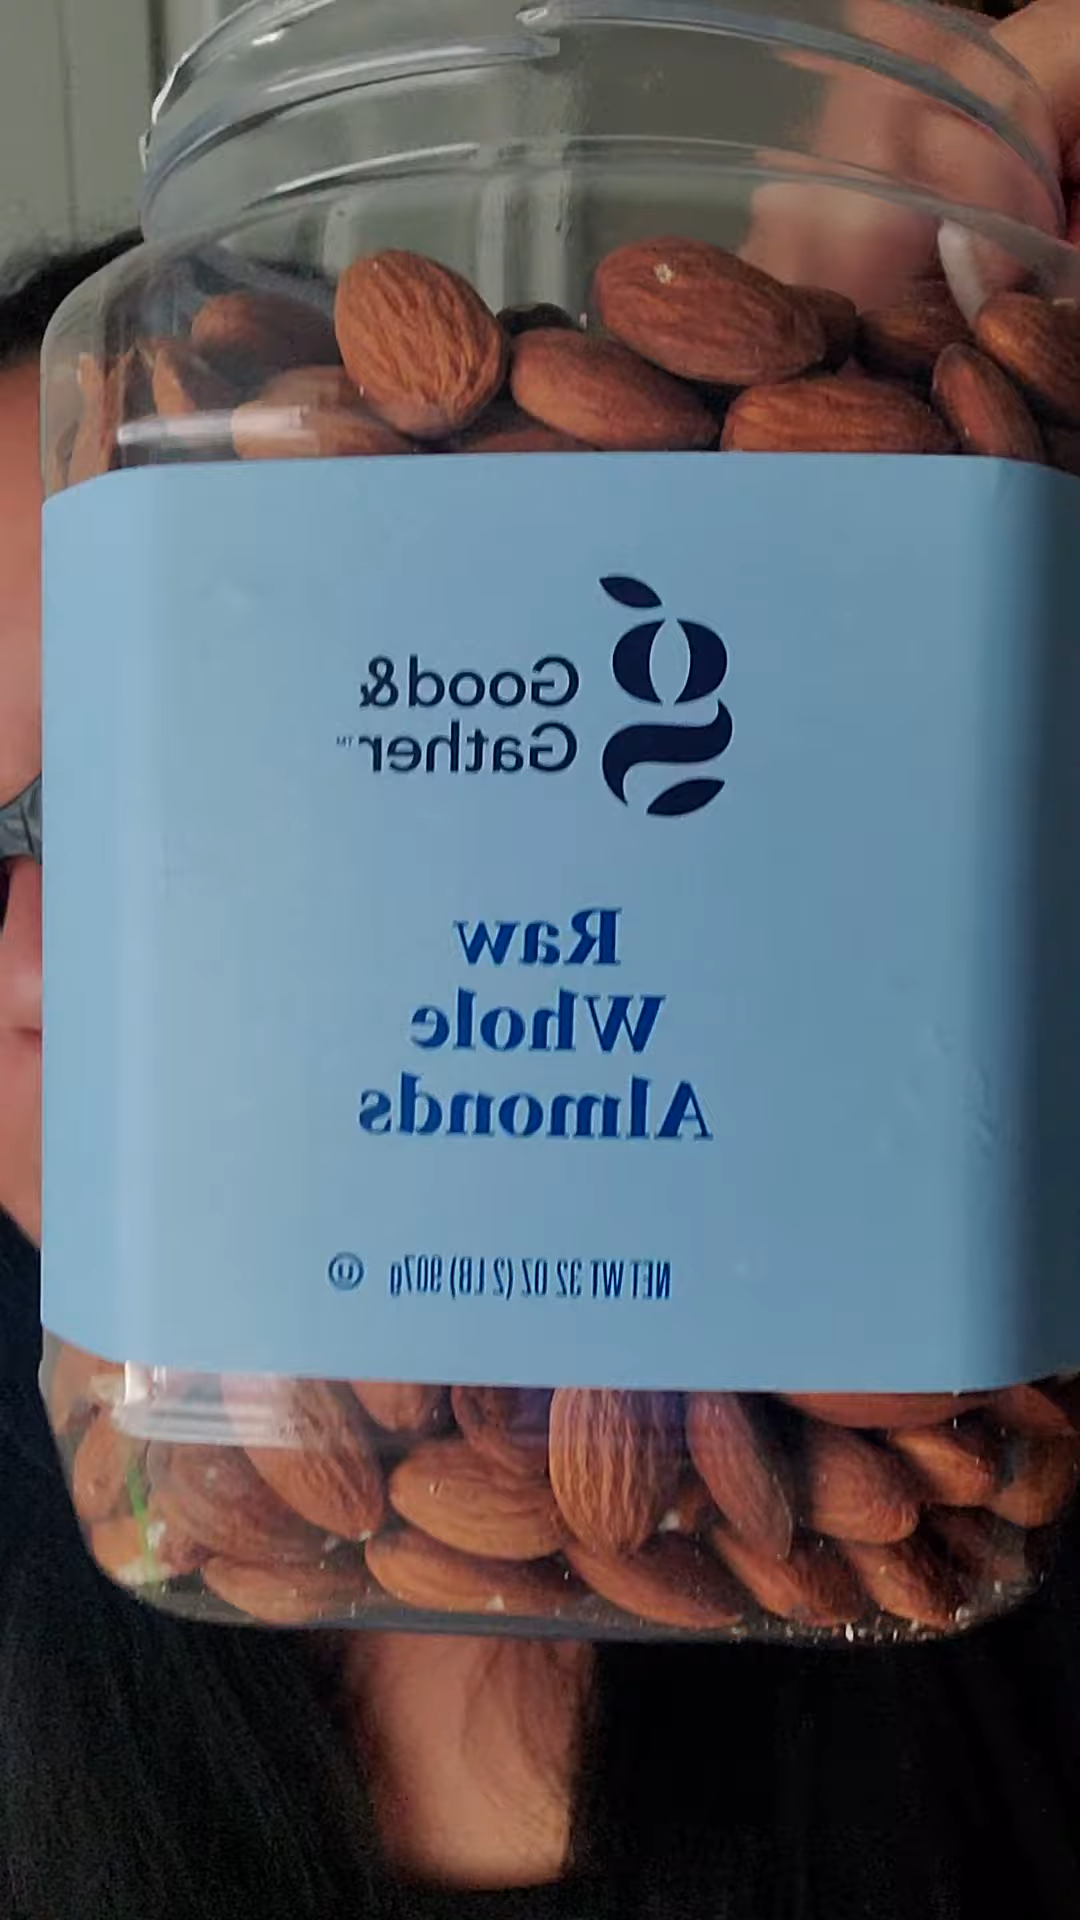 Good&
Gather™
Raw
Whole
Almonds
NET WT 32 OZ (2 LB) 907g Ⓤ